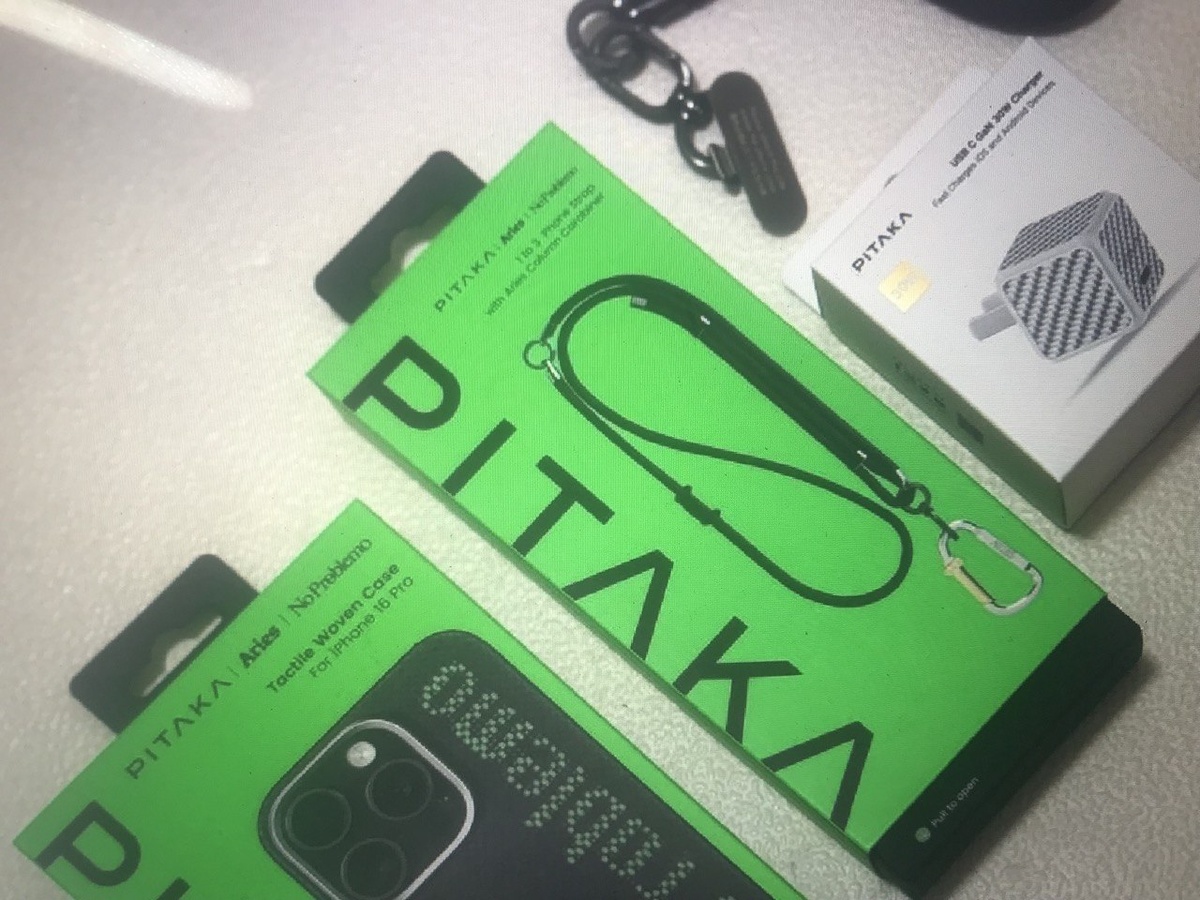 PITAKA | Aries | NoProblemo
1 to 3 Phone Strap
with Aries Column Carabiner
PITAKA
Pull to open
PITAKA
30W
USB C GaN 30W Charger
Fast Charges iOS and Android Devices
PITAKA | Aries | NoProblemo
Tactile Woven Case
For iPhone 16 Pro